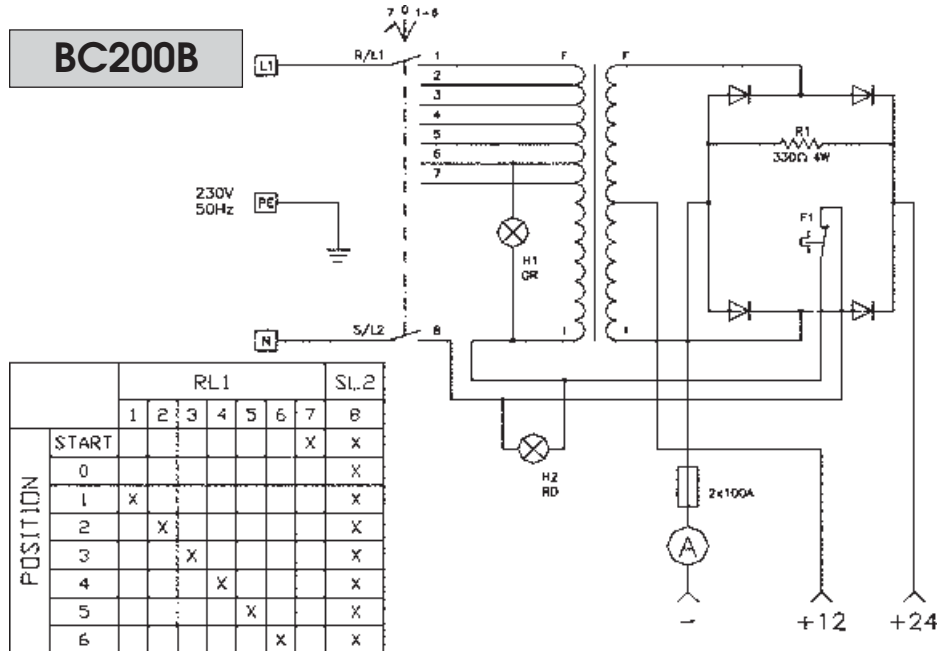 BC200B
7 0 1-6
L1
R/L1
1
2
3
4
5
6
7
F F
R1
330Ω 4W
230V
50Hz
PE
F1
H1
GR
N
S/L2
8
I I
H2
RD
2x100A
A
-
+12
+24
RL1 SL2
1 2 3 4 5 6 7 8
POSITION
START X X
0 X
1 X X
2 X X
3 X X
4 X X
5 X X
6 X X